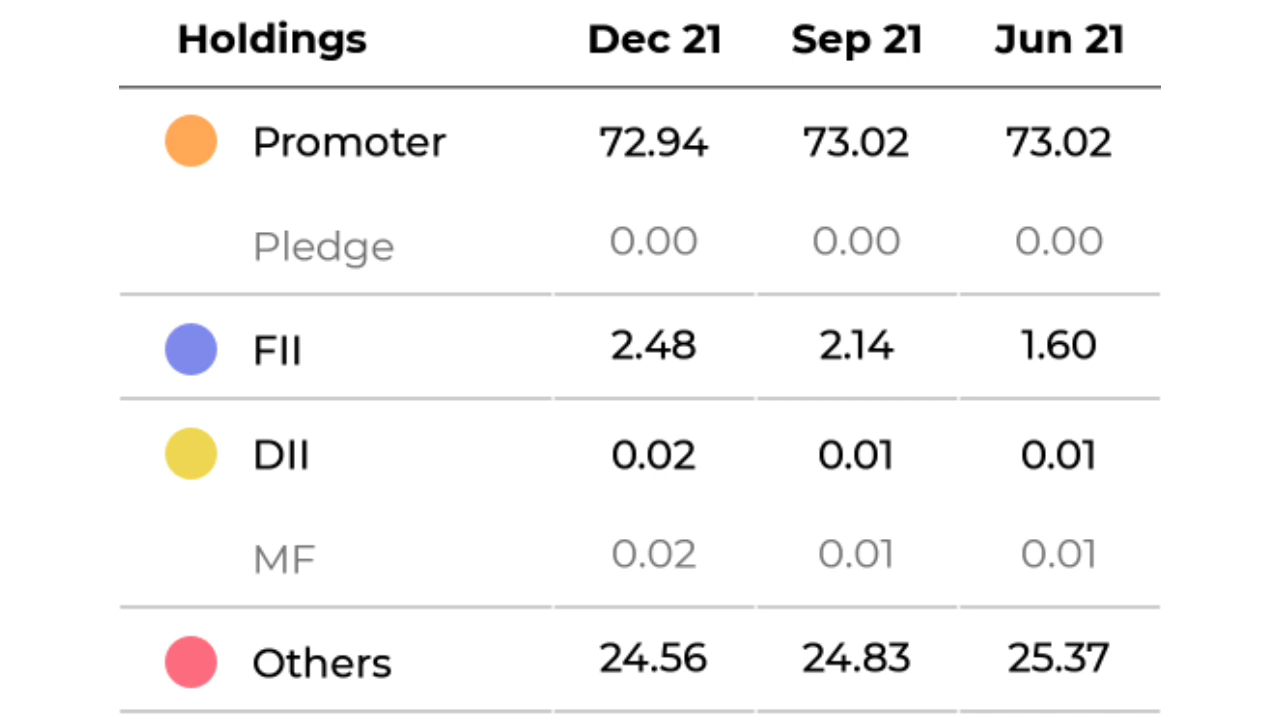 Holdings Dec 21 Sep 21 Jun 21
Promoter 72.94 73.02 73.02
Pledge 0.00 0.00 0.00
FII 2.48 2.14 1.60
DII 0.02 0.01 0.01
MF 0.02 0.01 0.01
Others 24.56 24.83 25.37